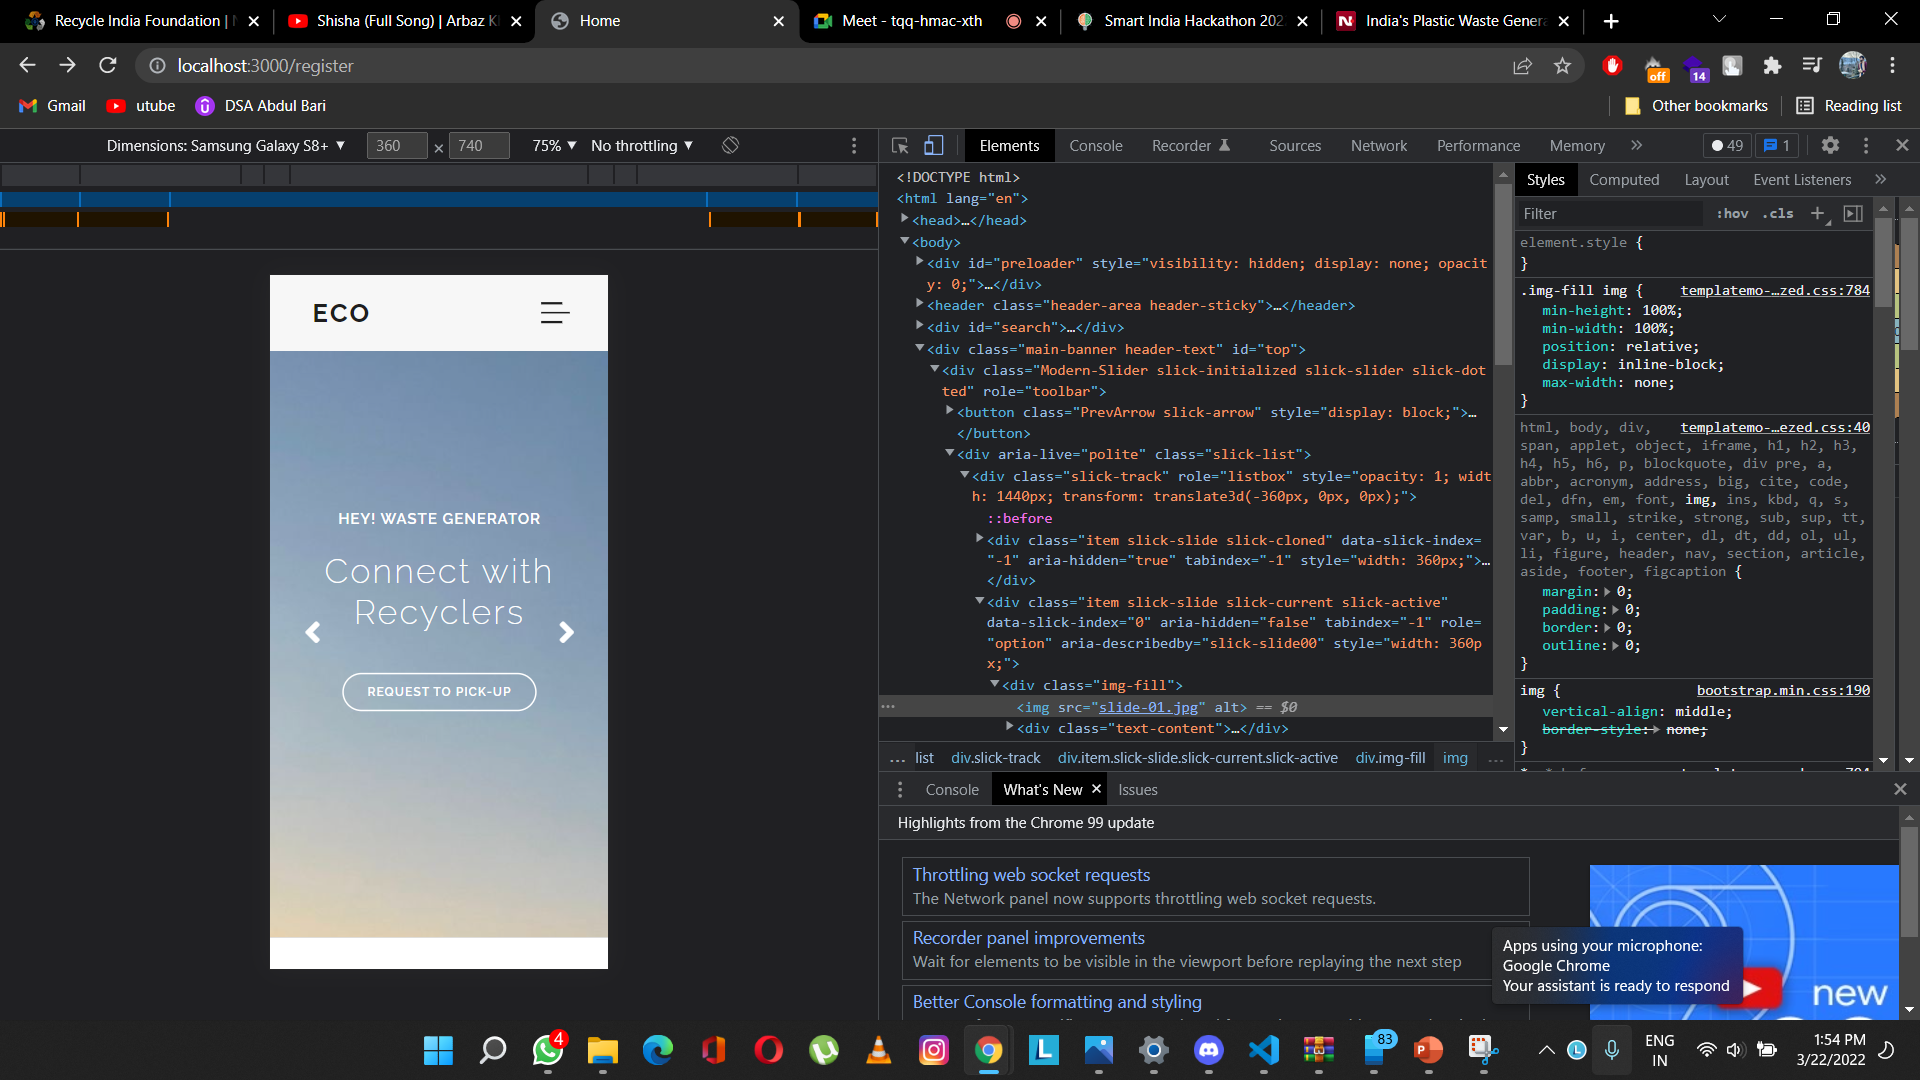 Recycle India Foundation |
Shisha (Full Song) | Arbaz
Home
Meet - tqq-hmac-xth
Smart India Hackathon 202
India's Plastic Waste Genera
localhost:3000/register
off
14
Gmail
utube
DSA Abdul Bari
Other bookmarks
Reading list
Dimensions: Samsung Galaxy S8+ ▼
360 × 740
75% ▼
No throttling ▼
Elements
Console
Recorder
Sources
Network
Performance
Memory
»
49
1
ECO
HEY! WASTE GENERATOR
Connect with
Recyclers
REQUEST TO PICK-UP
<!DOCTYPE html>
<html lang="en">
<head>…</head>
<body>
<div id="preloader" style="visibility: hidden; display: none; opacit
y: 0;">…</div>
<header class="header-area header-sticky">…</header>
<div id="search">…</div>
<div class="main-banner header-text" id="top">
<div class="Modern-Slider slick-initialized slick-slider slick-dot
ted" role="toolbar">
<button class="PrevArrow slick-arrow" style="display: block;">…
</button>
<div aria-live="polite" class="slick-list">
<div class="slick-track" role="listbox" style="opacity: 1; widt
h: 1440px; transform: translate3d(-360px, 0px, 0px);">
::before
<div class="item slick-slide slick-cloned" data-slick-index=
"-1" aria-hidden="true" tabindex="-1" style="width: 360px;">…
</div>
<div class="item slick-slide slick-current slick-active"
data-slick-index="0" aria-hidden="false" tabindex="-1" role=
"option" aria-describedby="slick-slide00" style="width: 360p
x;">
<div class="img-fill">
… <img src="slide-01.jpg" alt> == $0
<div class="text-content">…</div>
… list div.slick-track div.item.slick-slide.slick-current.slick-active div.img-fill img …
Styles
Computed
Layout
Event Listeners
»
Filter
:hov .cls +
element.style {
}
.img-fill img { templatemo-…zed.css:784
min-height: 100%;
min-width: 100%;
position: relative;
display: inline-block;
max-width: none;
}
html, body, div, templatemo-…ezed.css:40
span, applet, object, iframe, h1, h2, h3,
h4, h5, h6, p, blockquote, div pre, a,
abbr, acronym, address, big, cite, code,
del, dfn, em, font, img, ins, kbd, q, s,
samp, small, strike, strong, sub, sup, tt,
var, b, u, i, center, dl, dt, dd, ol, ul,
li, figure, header, nav, section, article,
aside, footer, figcaption {
margin: 0;
padding: 0;
border: 0;
outline: 0;
}
img { bootstrap.min.css:190
vertical-align: middle;
border-style: none;
}
Console
What's New
Issues
Highlights from the Chrome 99 update
Throttling web socket requests
The Network panel now supports throttling web socket requests.
Recorder panel improvements
Wait for elements to be visible in the viewport before replaying the next step
Better Console formatting and styling
new
Apps using your microphone:
Google Chrome
Your assistant is ready to respond
4
83
ENG
IN
1:54 PM
3/22/2022